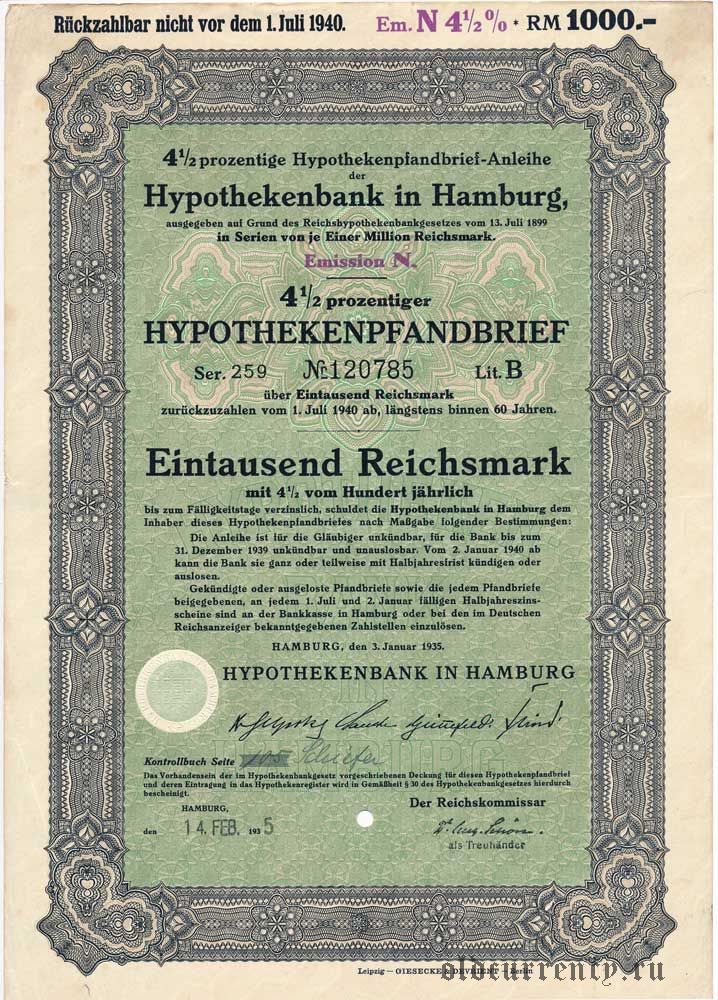 Rückzahlbar nicht vor dem 1. Juli 1940. Em. N 4½% * RM 1000.-
4½ prozentige Hypothekenpfandbrief-Anleihe
der
Hypothekenbank in Hamburg,
ausgegeben auf Grund des Reichshypothekenbankgesetzes vom 13. Juli 1899
in Serien von je Einer Million Reichsmark.
Emission N.
4½ prozentiger
HYPOTHEKENPFANDBRIEF
Ser. 259 № 120785 Lit. B
über Eintausend Reichsmark
zurückzuzahlen vom 1. Juli 1940 ab, längstens binnen 60 Jahren.
Eintausend Reichsmark
mit 4½ vom Hundert jährlich
bis zum Fälligkeitstage verzinslich, schuldet die Hypothekenbank in Hamburg dem
Inhaber dieses Hypothekenpfandbriefes nach Maßgabe folgender Bestimmungen:
Die Anleihe ist für die Gläubiger unkündbar, für die Bank bis zum
31. Dezember 1939 unkündbar und unauslosbar. Vom 2. Januar 1940 ab
kann die Bank sie ganz oder teilweise mit Halbjahresfrist kündigen oder
auslosen.
Gekündigte oder ausgeloste Pfandbriefe sowie die jedem Pfandbriefe
beigegebenen, an jedem 1. Juli und 2. Januar fälligen Halbjahreszins-
scheine sind an der Bankkasse in Hamburg oder bei den im Deutschen
Reichsanzeiger bekanntgegebenen Zahlstellen einzulösen.
HAMBURG, den 3. Januar 1935.
HYPOTHEKENBANK IN HAMBURG
Kontrollbuch Seite 105
Das Vorhandensein der im Hypothekenbankgesetz vorgeschriebenen Deckung für diesen Hypothekenpfandbrief
und deren Eintragung in das Hypothekenregister wird in Gemäßheit § 30 des Hypothekenbankgesetzes hierdurch
bescheinigt.
HAMBURG,
den 14. FEB. 1935
Der Reichskommissar
als Treuhänder
Leipzig — GIESECKE & DEVRIENT — Berlin
oldcurrency.ru